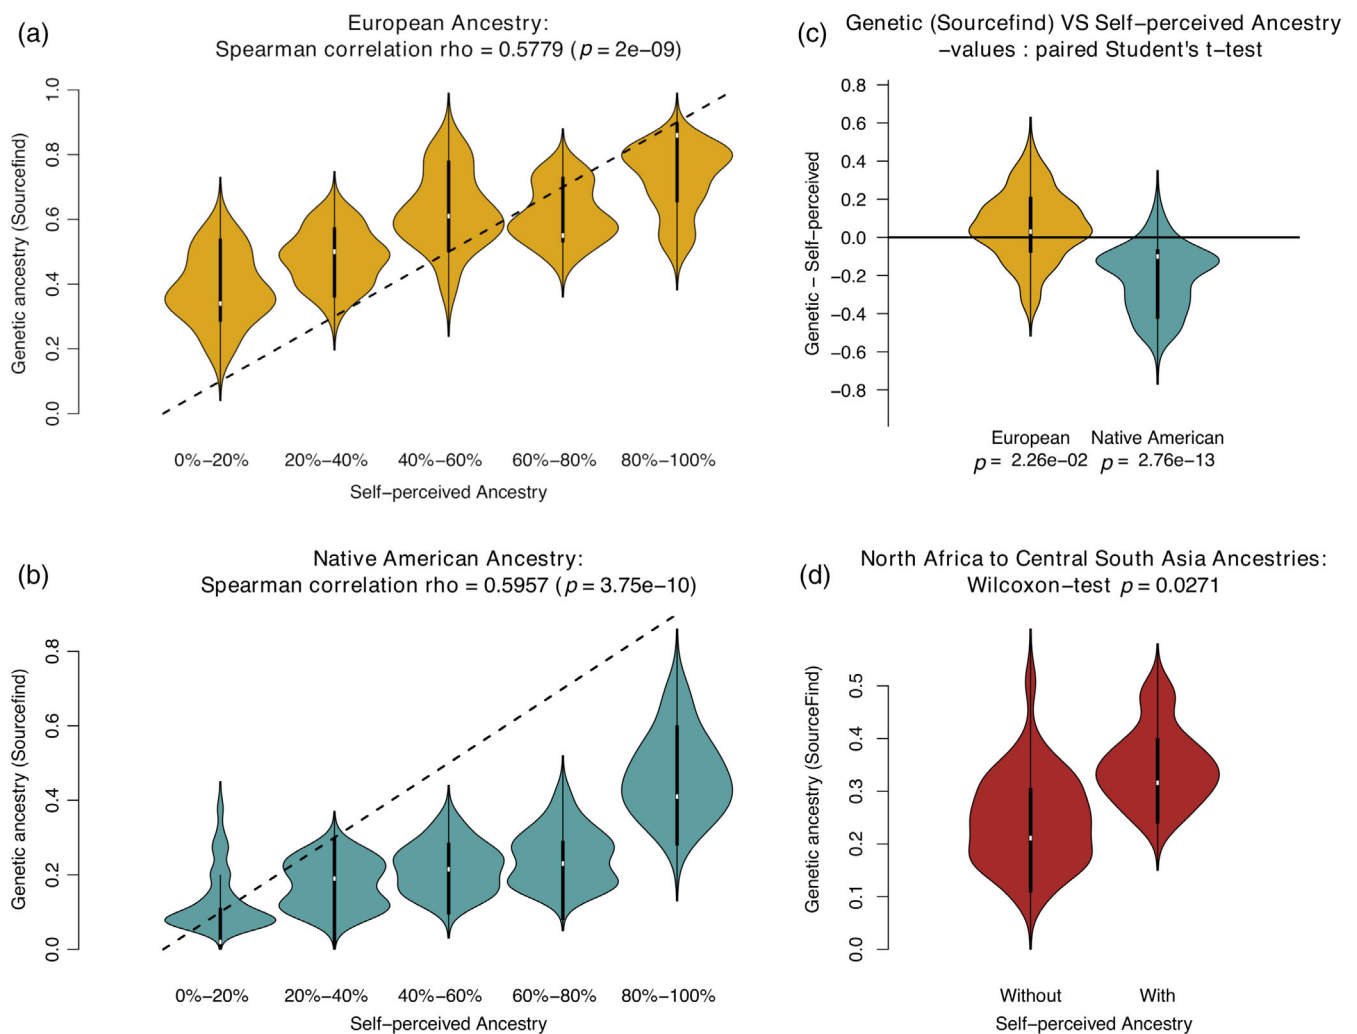 (a)
European Ancestry:
Spearman correlation rho = 0.5779 (p = 2e−09)
Genetic ancestry (Sourcefind)
1.0
0.8
0.6
0.4
0.2
0.0
0%−20% 20%−40% 40%−60% 60%−80% 80%−100%
Self−perceived Ancestry
(c)
Genetic (Sourcefind) VS Self−perceived Ancestry
−values : paired Student's t−test
Genetic − Self−perceived
0.8
0.6
0.4
0.2
0.0
−0.2
−0.4
−0.6
−0.8
European Native American
p = 2.26e−02 p = 2.76e−13
(b)
Native American Ancestry:
Spearman correlation rho = 0.5957 (p = 3.75e−10)
Genetic ancestry (SourceFind)
0.8
0.6
0.4
0.2
0.0
0%−20% 20%−40% 40%−60% 60%−80% 80%−100%
Self−perceived Ancestry
(d)
North Africa to Central South Asia Ancestries:
Wilcoxon−test p = 0.0271
Genetic ancestry (SourceFind)
0.5
0.4
0.3
0.2
0.1
0.0
Without With
Self−perceived Ancestry